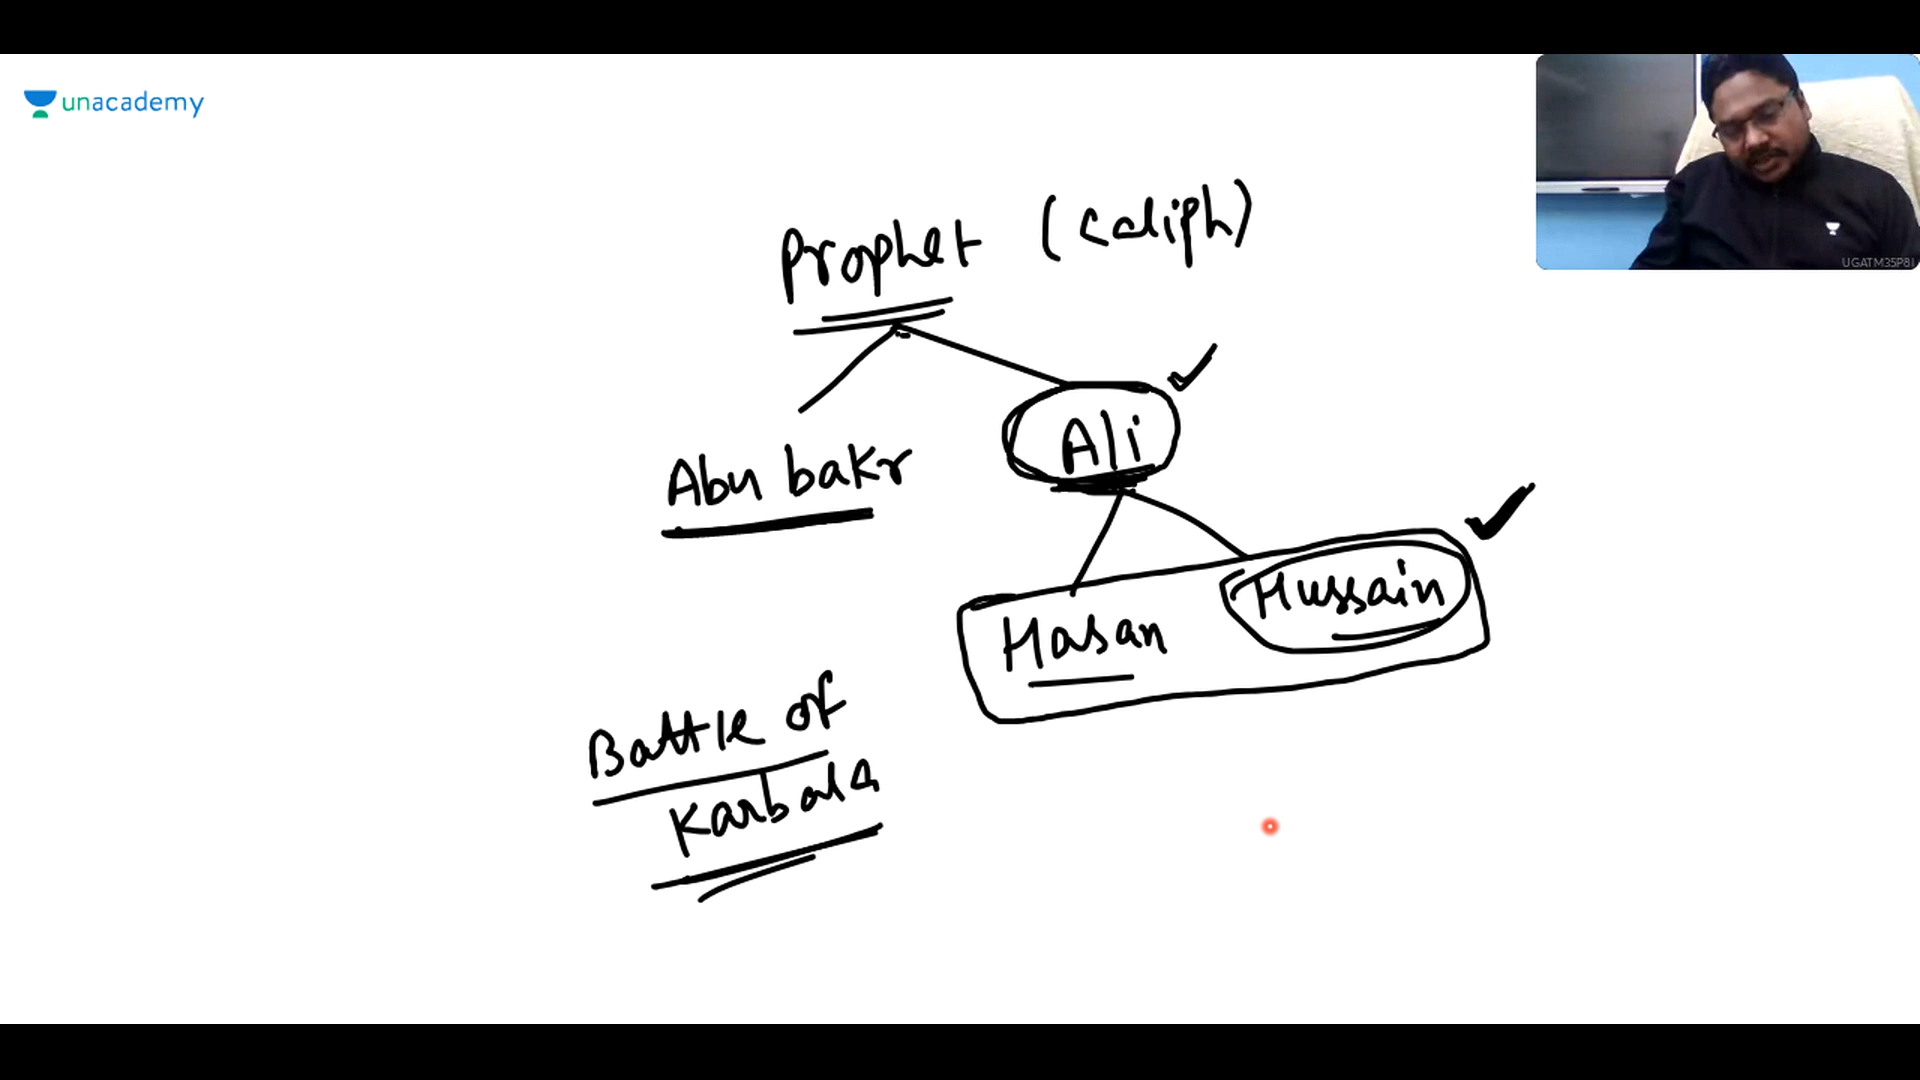 unacademy
Prophet (Caliph)
Abu bakr
Ali
Hasan
Hussain
Battle of
Karbala
UGATM35P8I